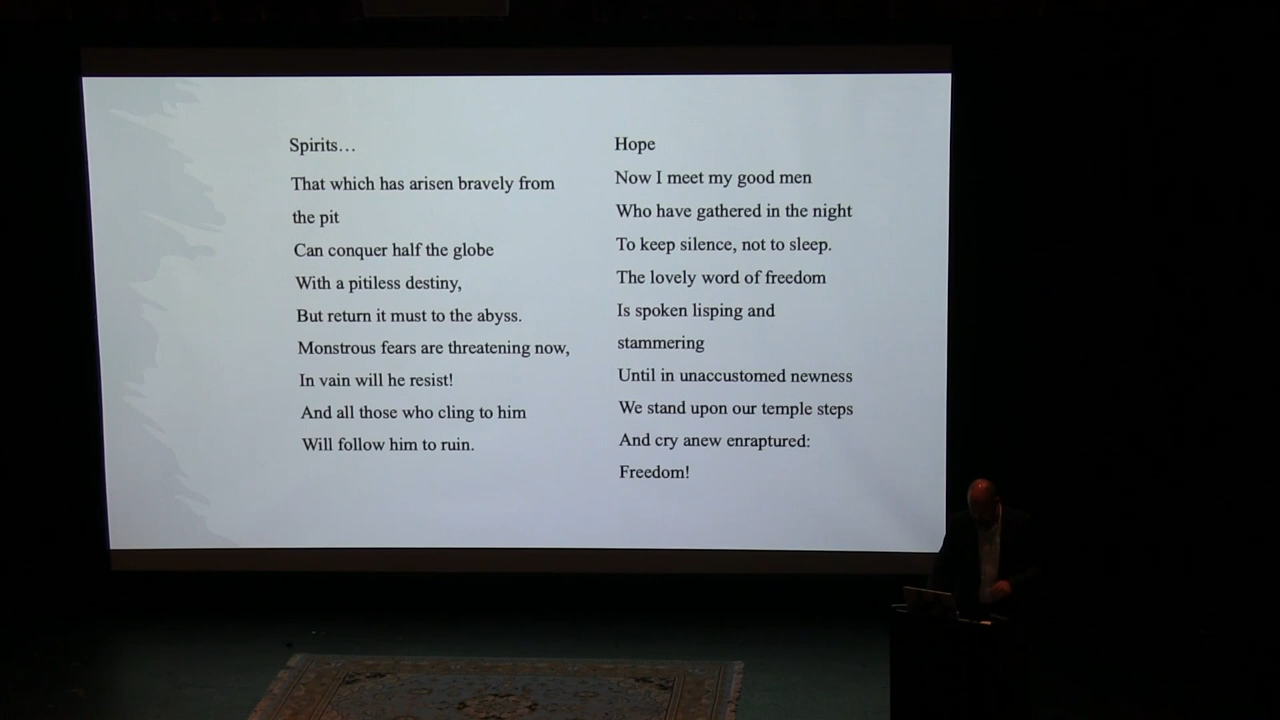 Spirits…
That which has arisen bravely from
the pit
Can conquer half the globe
With a pitiless destiny,
But return it must to the abyss.
Monstrous fears are threatening now,
In vain will he resist!
And all those who cling to him
Will follow him to ruin.
Hope
Now I meet my good men
Who have gathered in the night
To keep silence, not to sleep.
The lovely word of freedom
Is spoken lisping and
stammering
Until in unaccustomed newness
We stand upon our temple steps
And cry anew enraptured:
Freedom!